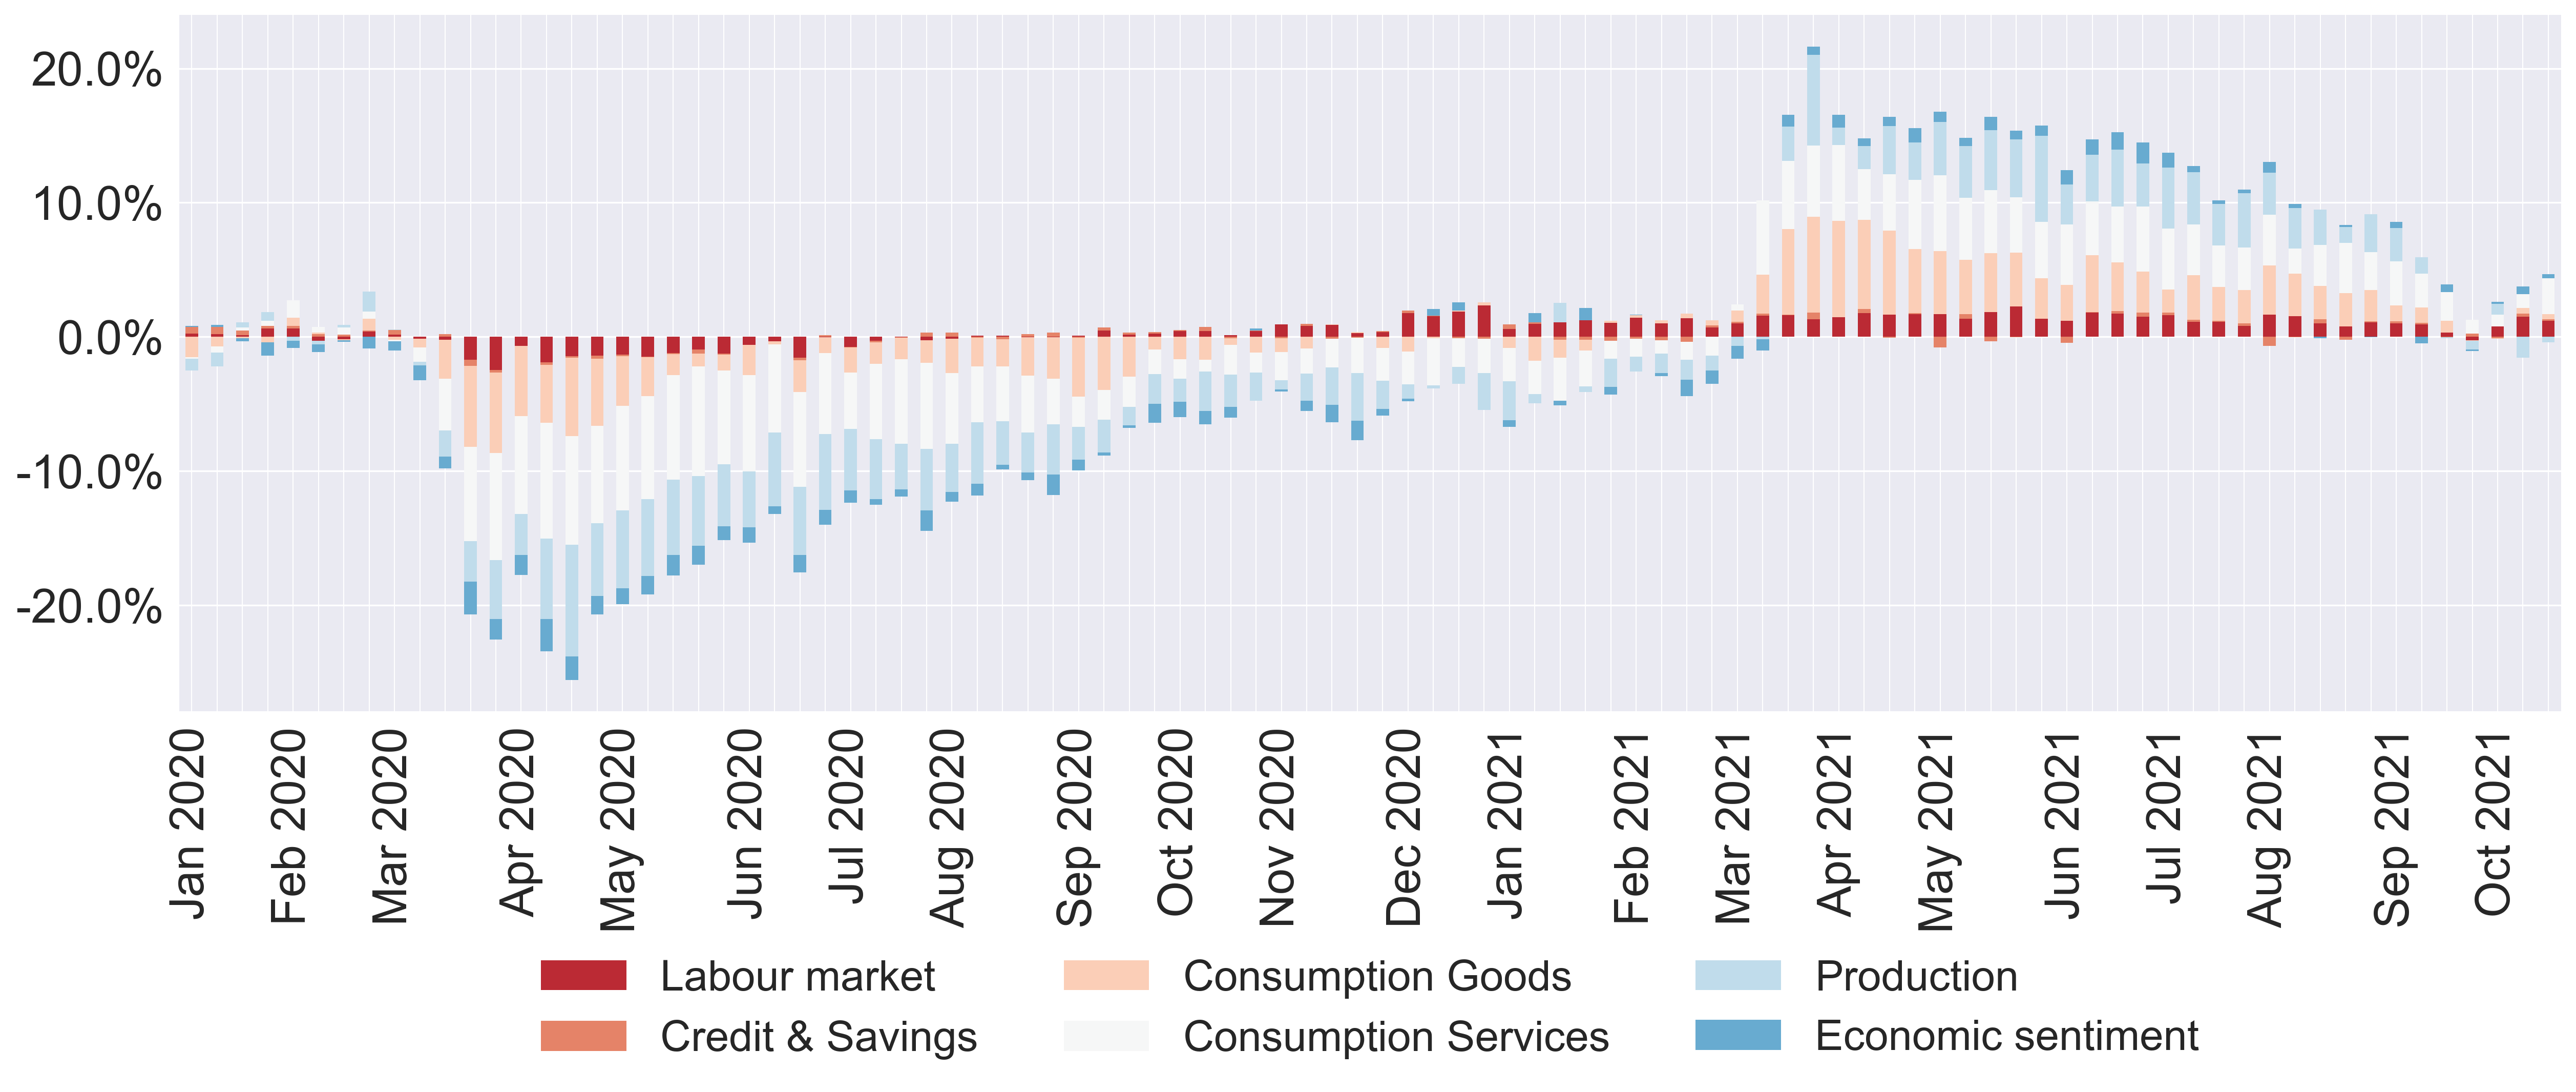 20.0%
10.0%
0.0%
-10.0%
-20.0%
Jan 2020
Feb 2020
Mar 2020
Apr 2020
May 2020
Jun 2020
Jul 2020
Aug 2020
Sep 2020
Oct 2020
Nov 2020
Dec 2020
Jan 2021
Feb 2021
Mar 2021
Apr 2021
May 2021
Jun 2021
Jul 2021
Aug 2021
Sep 2021
Oct 2021
Labour market
Consumption Goods
Production
Credit & Savings
Consumption Services
Economic sentiment